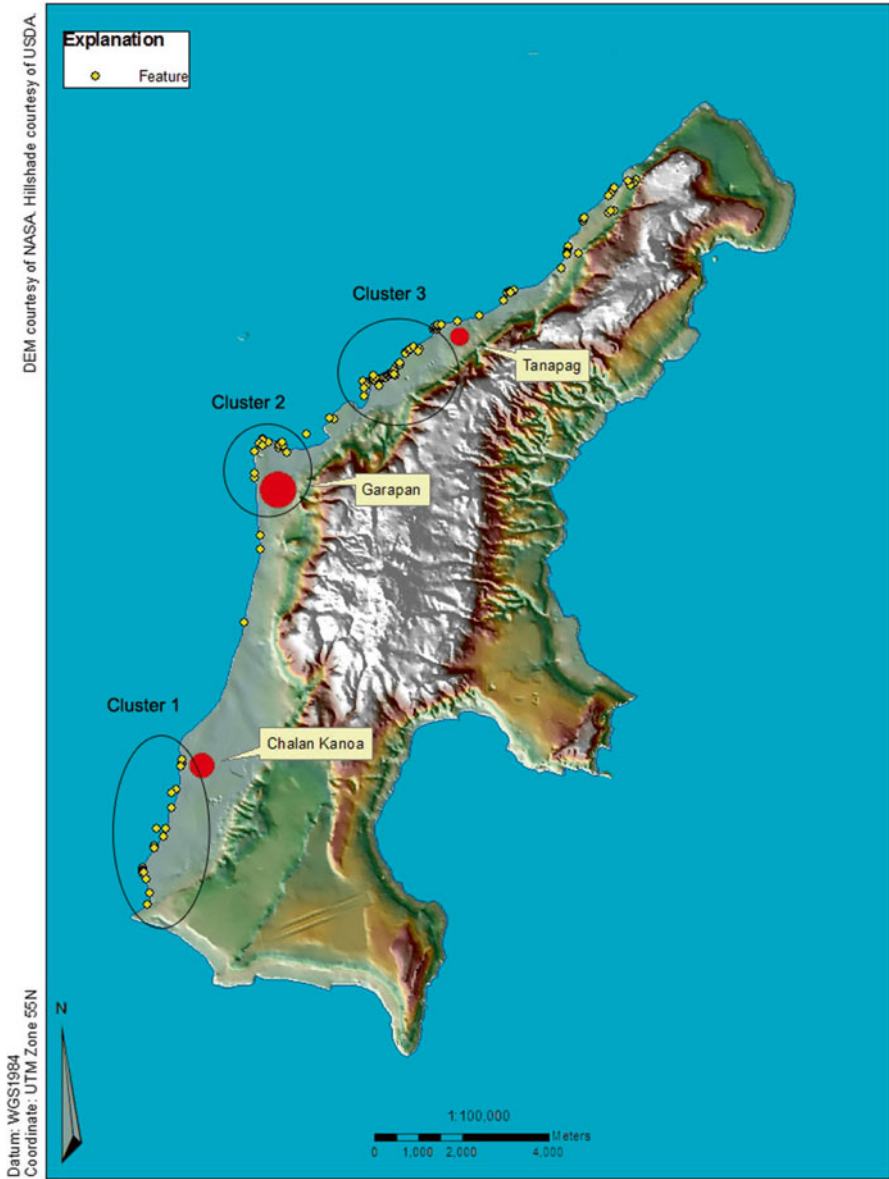 DEM courtesy of NASA. Hillshade courtesy of USDA.
Explanation
Feature
Cluster 3
Tanapag
Cluster 2
Garapan
Cluster 1
Chalan Kanoa
N
Datum: WGS1984
Coordinate: UTM Zone 55N
1:100,000
Meters
0 1,000 2,000 4,000